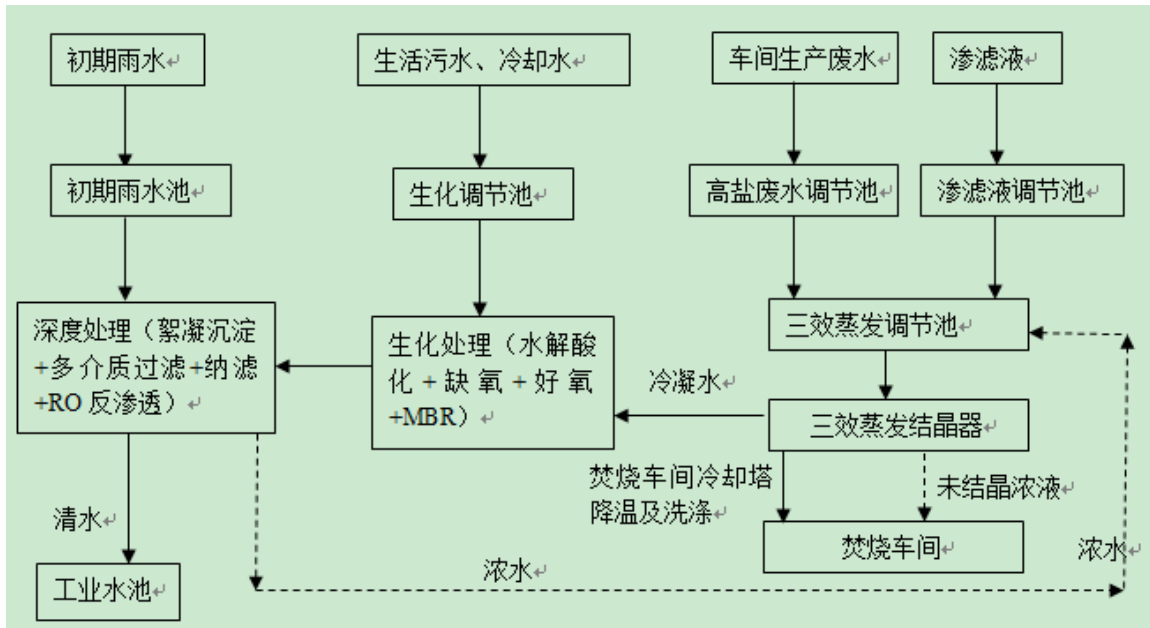 初期雨水
生活污水、冷却水
车间生产废水
渗滤液
初期雨水池
生化调节池
高盐废水调节池
渗滤液调节池
深度处理（絮凝沉淀
+多介质过滤+纳滤
+RO 反渗透）
生化处理（水解酸
化+缺氧+好氧
+MBR）
三效蒸发调节池
冷凝水
三效蒸发结晶器
焚烧车间冷却塔
降温及洗涤
未结晶浓液
清水
焚烧车间
浓水
浓水
工业水池